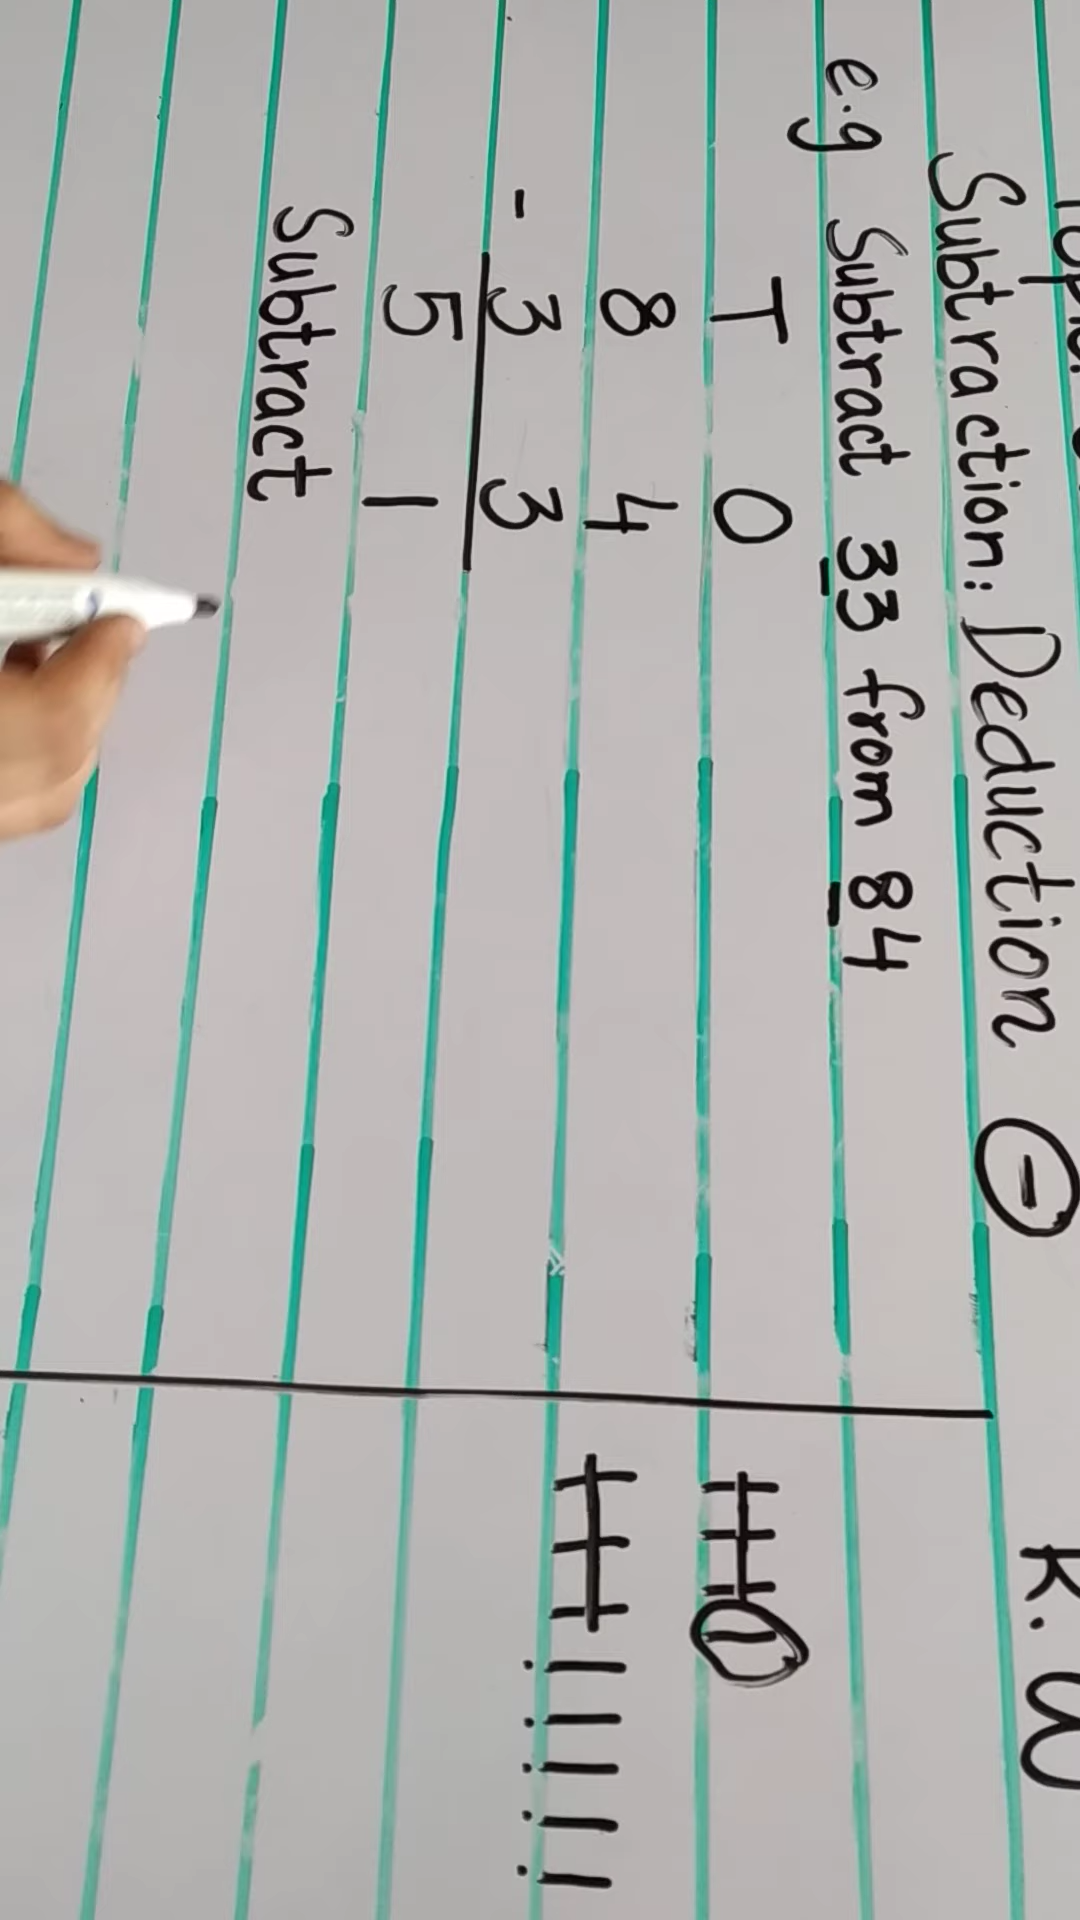 Subtraction: Deduction -
e.g Subtract 33 from 84
T O
8 4
- 3 3
5 1
Subtract
R.W